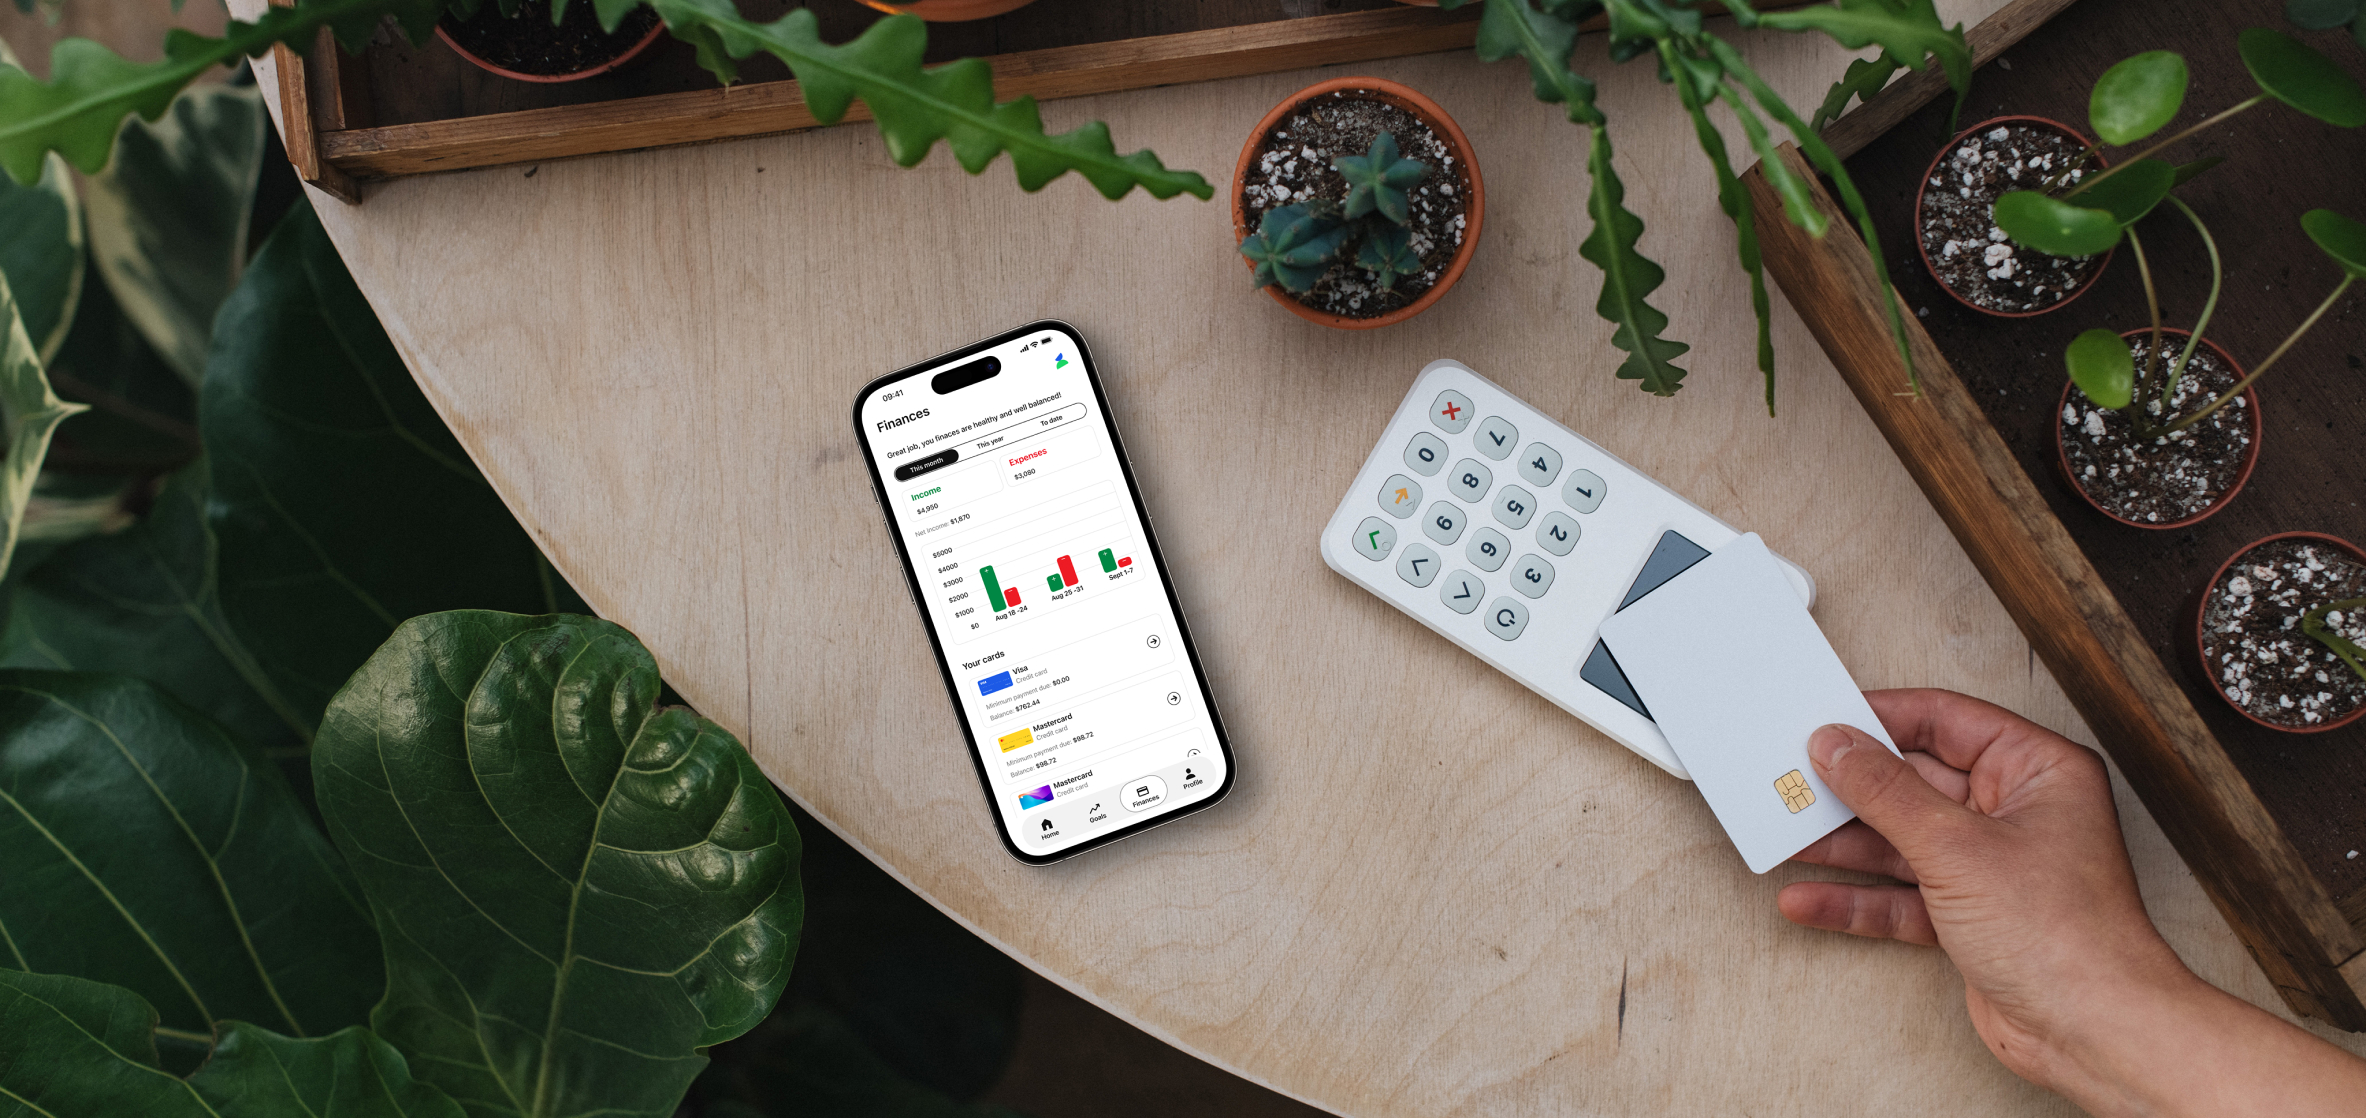 09:41
Finances
Great job, you finaces are healthy and well balanced!
This month This year To date
Income
$4,950
Expenses
$3,080
Net income: $1,870
$5000
$4000
$3000
$2000
$1000
$0
Aug 18 -24
Aug 25 -31
Sept 1-7
Your cards
Visa
Credit card
Minimum payment due: $0.00
Balance: $762.44
Mastercard
Credit card
Minimum payment due: $98.72
Balance: $98.72
Mastercard
Credit card
Home Goals Finances Profile
1 2 3
4 5 6
7 8 9
0